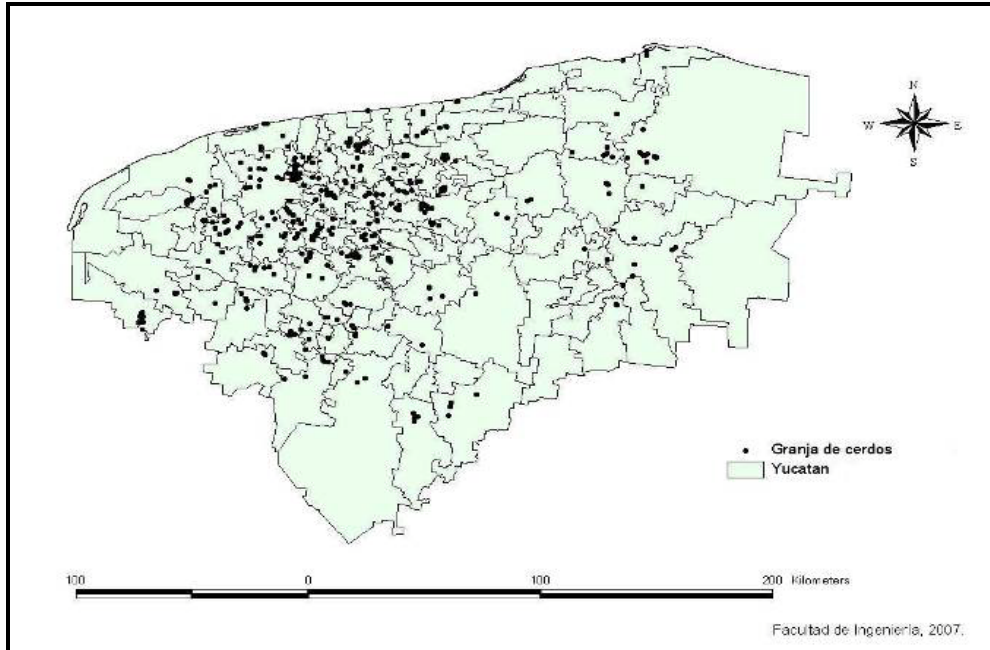 N
W E
S
Granja de cerdos
Yucatan
100 0 100 200 Kilometers
Facultad de Ingeniería, 2007.